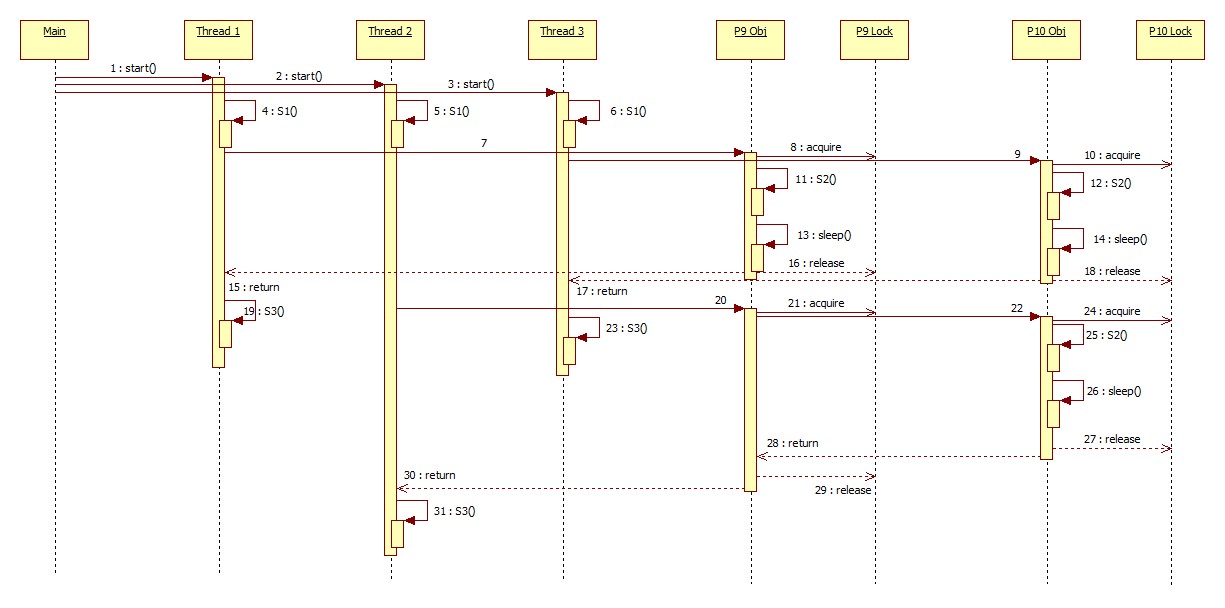 Main
Thread 1
Thread 2
Thread 3
P9 Obj
P9 Lock
P10 Obj
P10 Lock
1 : start()
2 : start()
3 : start()
4 : S1()
5 : S1()
6 : S1()
7
8 : acquire
9
10 : acquire
11 : S2()
12 : S2()
13 : sleep()
14 : sleep()
16 : release
18 : release
15 : return
17 : return
19 : S3()
20
21 : acquire
22
24 : acquire
23 : S3()
25 : S2()
26 : sleep()
27 : release
28 : return
30 : return
29 : release
31 : S3()